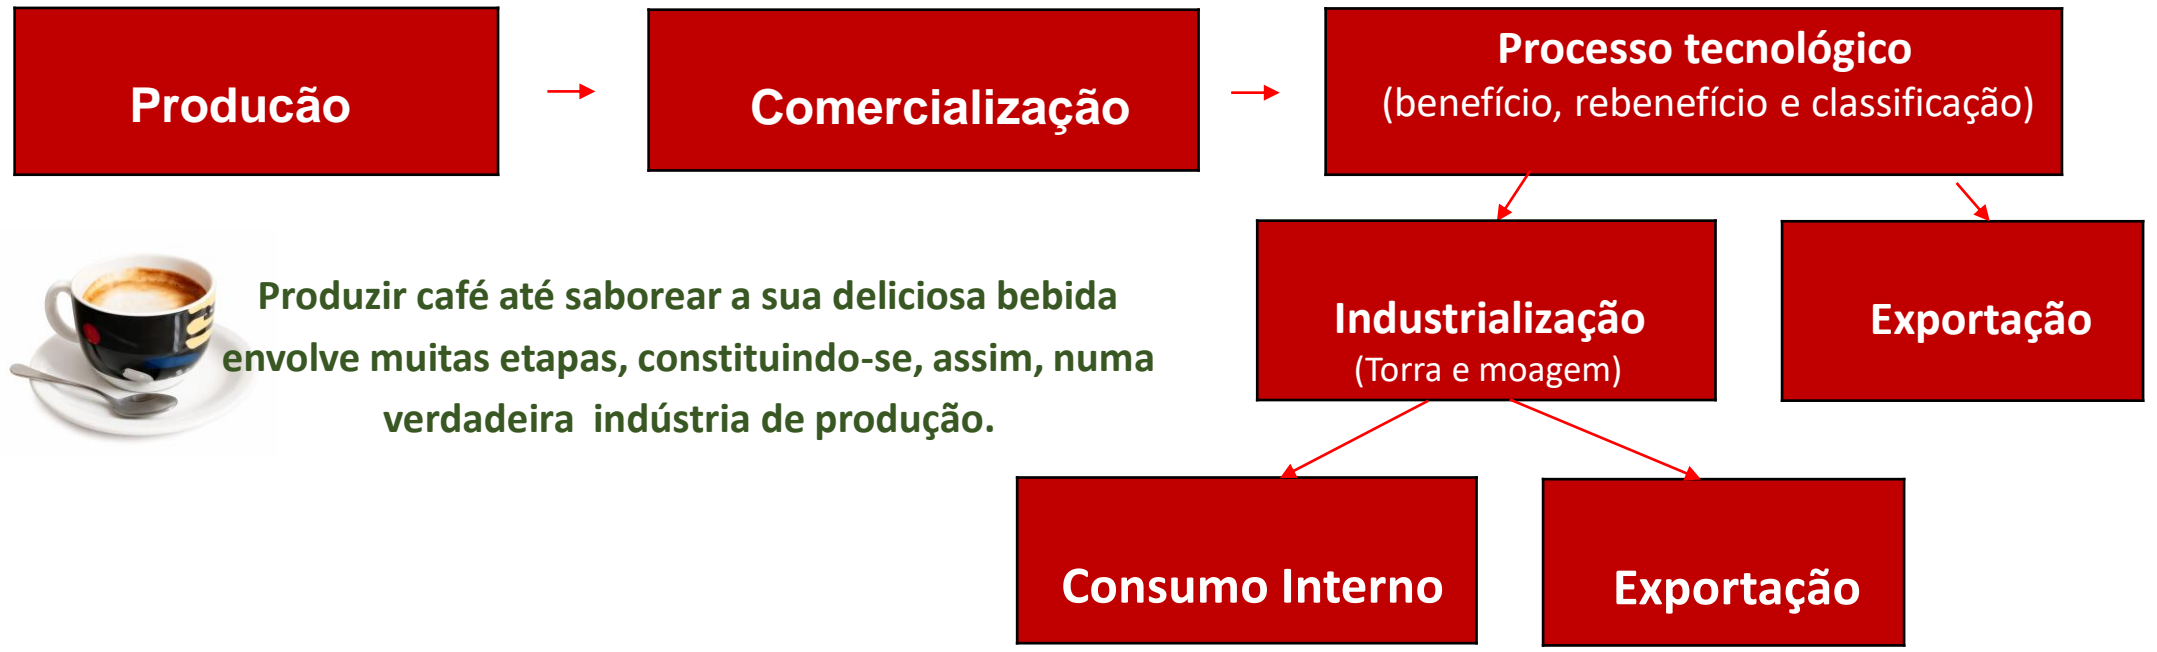 Producão
Comercialização
Processo tecnológico
(benefício, rebenefício e classificação)
Produzir café até saborear a sua deliciosa bebida
envolve muitas etapas, constituindo-se, assim, numa
verdadeira indústria de produção.
Industrialização
(Torra e moagem)
Exportação
Consumo Interno
Exportação